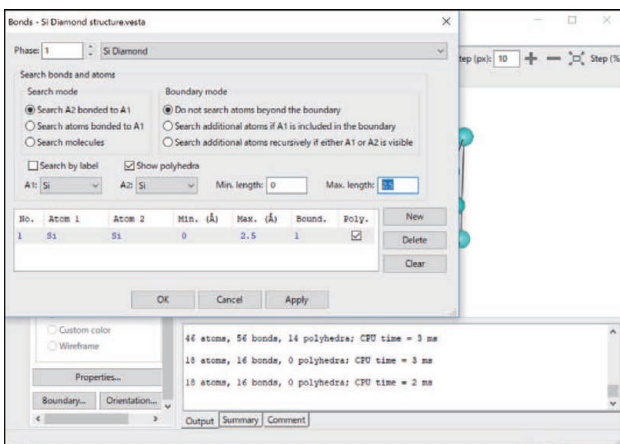 Bonds - Si Diamond structure.vesta
Phase: 1 Si Diamond
tep (px): 10 Step (%
Search bonds and atoms
Search mode
Boundary mode
Search A2 bonded to A1
Do not search atoms beyond the boundary
Search atoms bonded to A1
Search additional atoms if A1 is included in the boundary
Search molecules
Search additional atoms recursively if either A1 or A2 is visible
Search by label Show polyhedra
A1: Si A2: Si Min. length: 0 Max. length: 2.5
No. Atom 1 Atom 2 Min. (Å) Max. (Å) Bound. Poly.
1 Si Si 0 2.5 1
New
Delete
Clear
OK Cancel Apply
Custom color
Wireframe
Properties...
Boundary... Orientation...
46 atoms, 56 bonds, 14 polyhedra; CPU time = 3 ms
18 atoms, 16 bonds, 0 polyhedra; CPU time = 3 ms
18 atoms, 16 bonds, 0 polyhedra; CPU time = 2 ms
Output Summary Comment